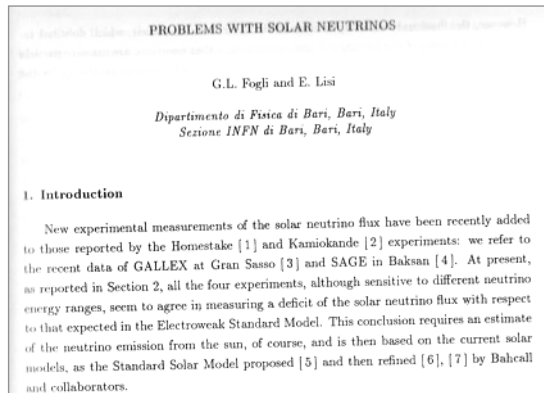 PROBLEMS WITH SOLAR NEUTRINOS
G.L. Fogli and E. Lisi
Dipartimento di Fisica di Bari, Bari, Italy
Sezione INFN di Bari, Bari, Italy
1. Introduction
New experimental measurements of the solar neutrino flux have been recently added
to those reported by the Homestake [1] and Kamiokande [2] experiments: we refer to
the recent data of GALLEX at Gran Sasso [3] and SAGE in Baksan [4]. At present,
as reported in Section 2, all the four experiments, although sensitive to different neutrino
energy ranges, seem to agree in measuring a deficit of the solar neutrino flux with respect
to that expected in the Electroweak Standard Model. This conclusion requires an estimate
of the neutrino emission from the sun, of course, and is then based on the current solar
models, as the Standard Solar Model proposed [5] and then refined [6], [7] by Bahcall
and collaborators.